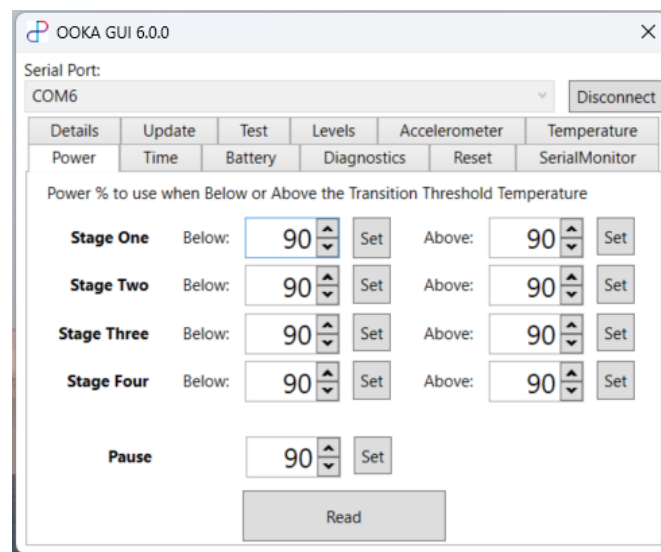 OOKA GUI 6.0.0
Serial Port:
COM6 Disconnect
Details Update Test Levels Accelerometer Temperature
Power Time Battery Diagnostics Reset SerialMonitor
Power % to use when Below or Above the Transition Threshold Temperature
Stage One Below: 90 Set Above: 90 Set
Stage Two Below: 90 Set Above: 90 Set
Stage Three Below: 90 Set Above: 90 Set
Stage Four Below: 90 Set Above: 90 Set
Pause 90 Set
Read